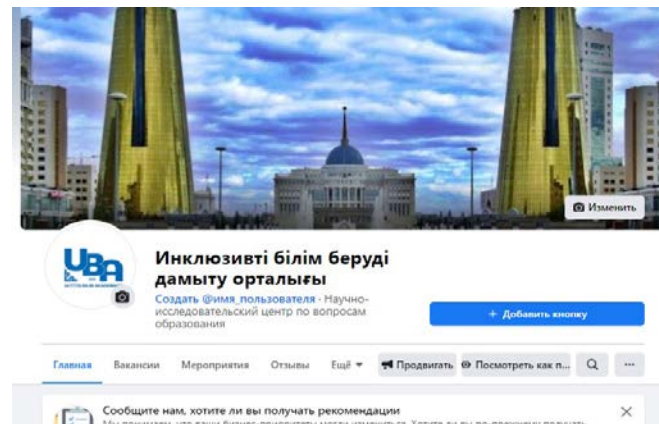 Изменить
UBA
Инклюзивті білім беруді
дамыту орталығы
Создать @имя_пользователя · Научно-
исследовательский центр по вопросам
образования
+ Добавить кнопку
Главная Вакансии Мероприятия Отзывы Ещё Продвигать Посмотреть как п...
Сообщите нам, хотите ли вы получать рекомендации